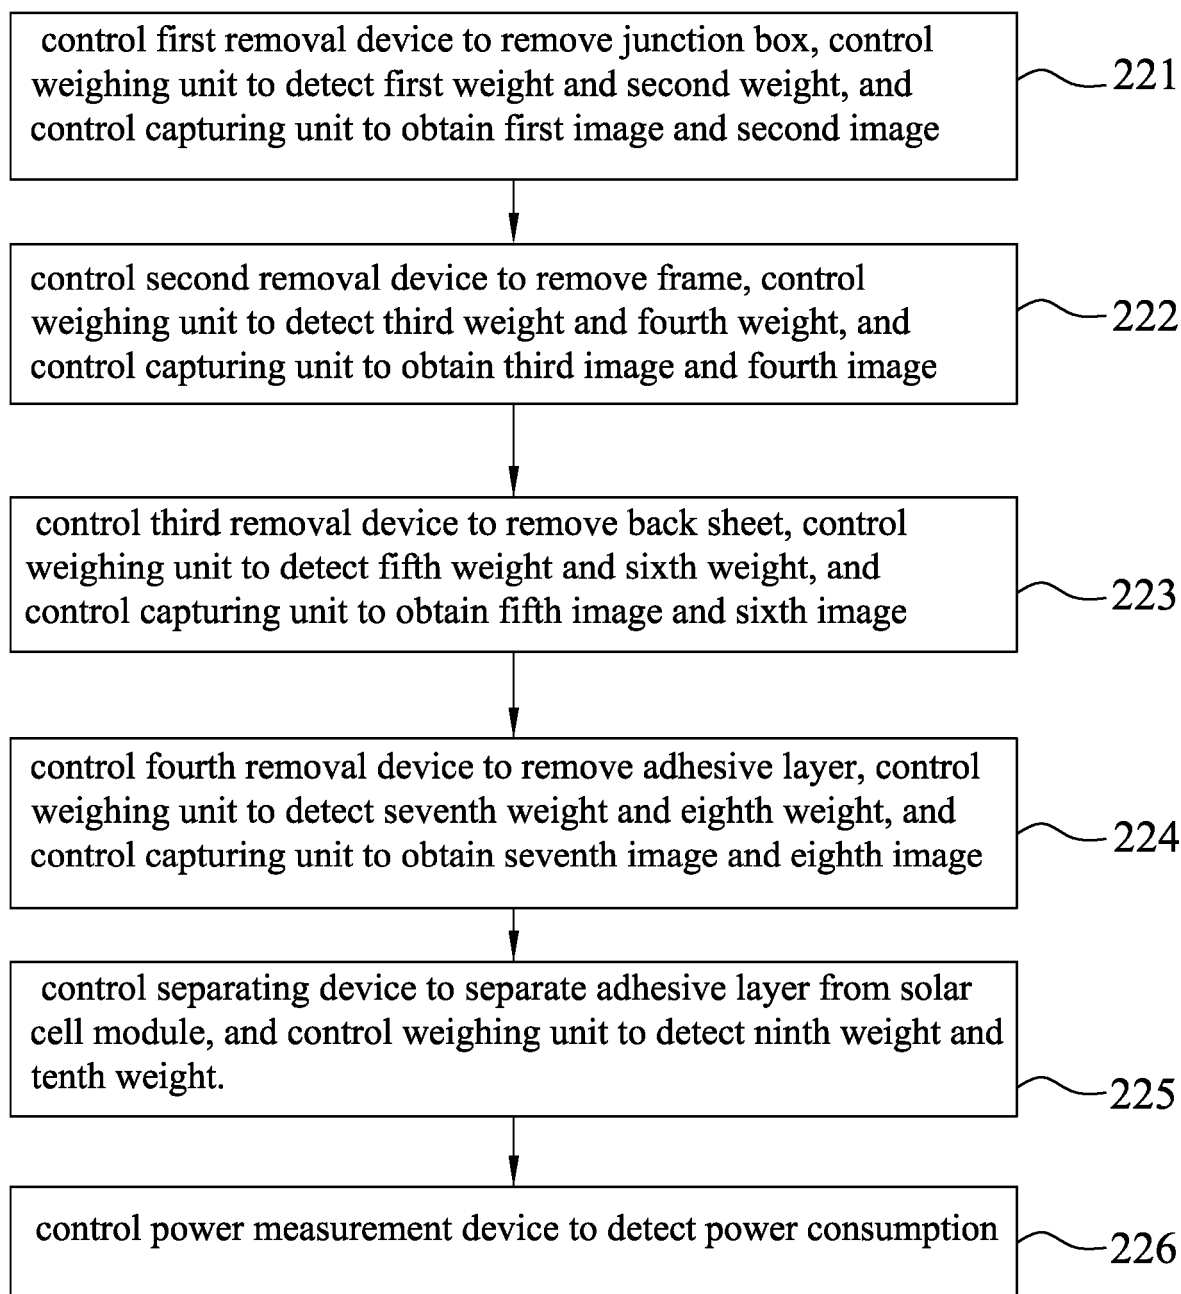 control first removal device to remove junction box, control
weighing unit to detect first weight and second weight, and
control capturing unit to obtain first image and second image
221
control second removal device to remove frame, control
weighing unit to detect third weight and fourth weight, and
control capturing unit to obtain third image and fourth image
222
control third removal device to remove back sheet, control
weighing unit to detect fifth weight and sixth weight, and
control capturing unit to obtain fifth image and sixth image
223
control fourth removal device to remove adhesive layer, control
weighing unit to detect seventh weight and eighth weight, and
control capturing unit to obtain seventh image and eighth image
224
control separating device to separate adhesive layer from solar
cell module, and control weighing unit to detect ninth weight and
tenth weight.
225
control power measurement device to detect power consumption
226